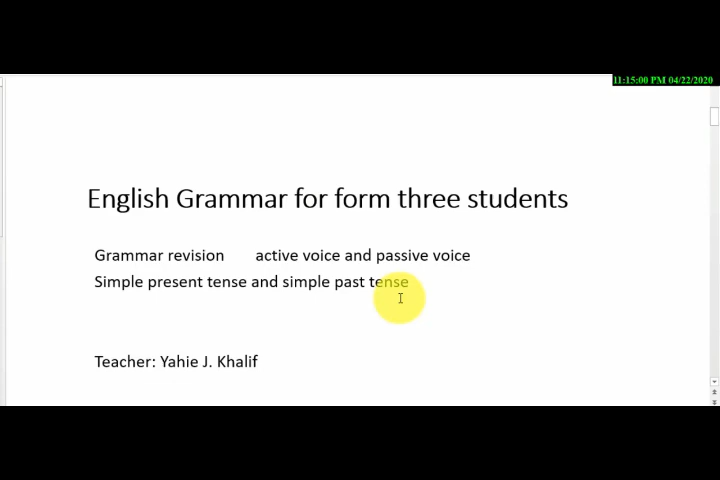 11:15:00 PM 04/22/2020
English Grammar for form three students
Grammar revision active voice and passive voice
Simple present tense and simple past tense
Teacher: Yahie J. Khalif